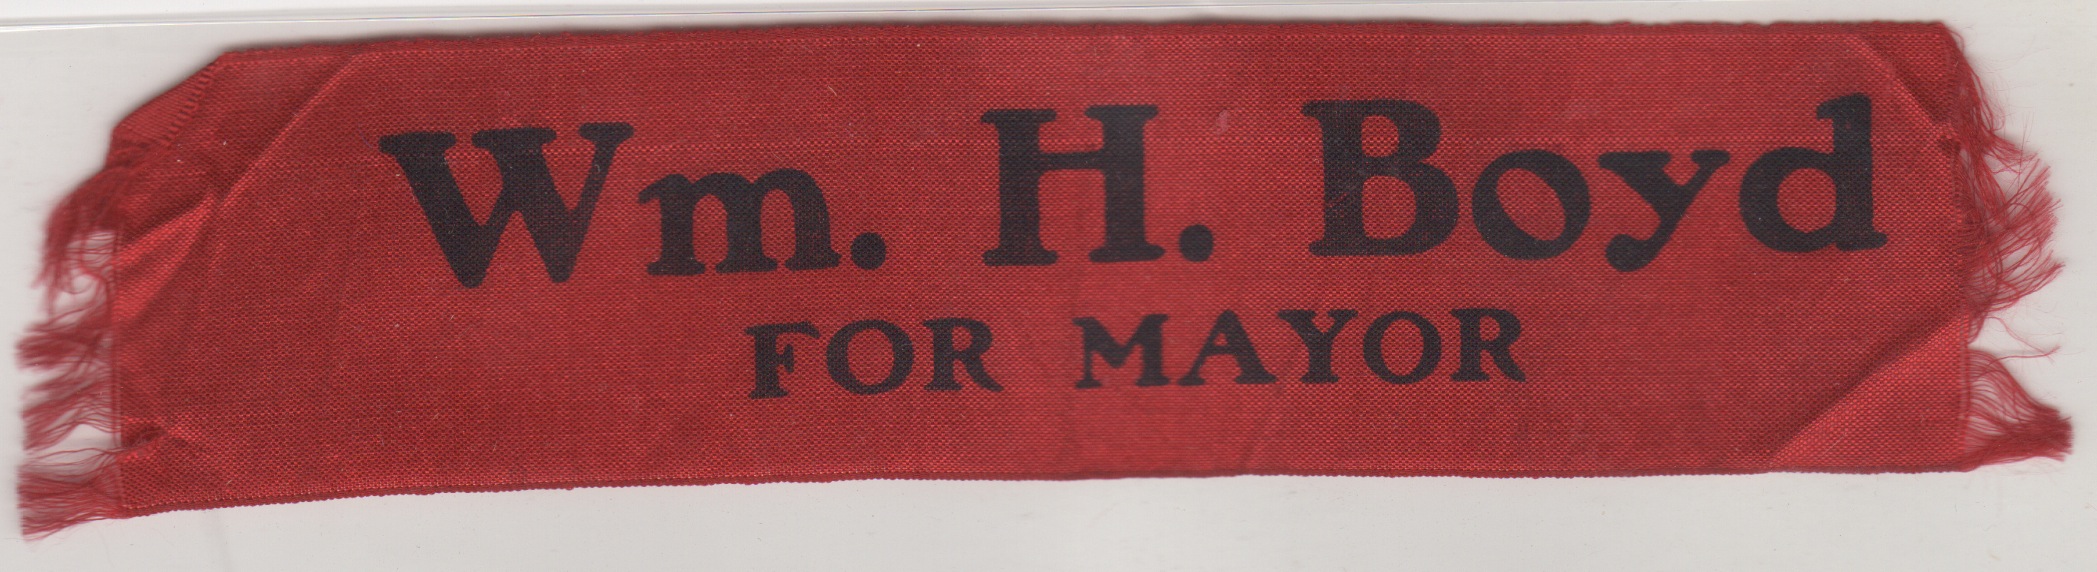 Wm. H. Boyd
FOR MAYOR